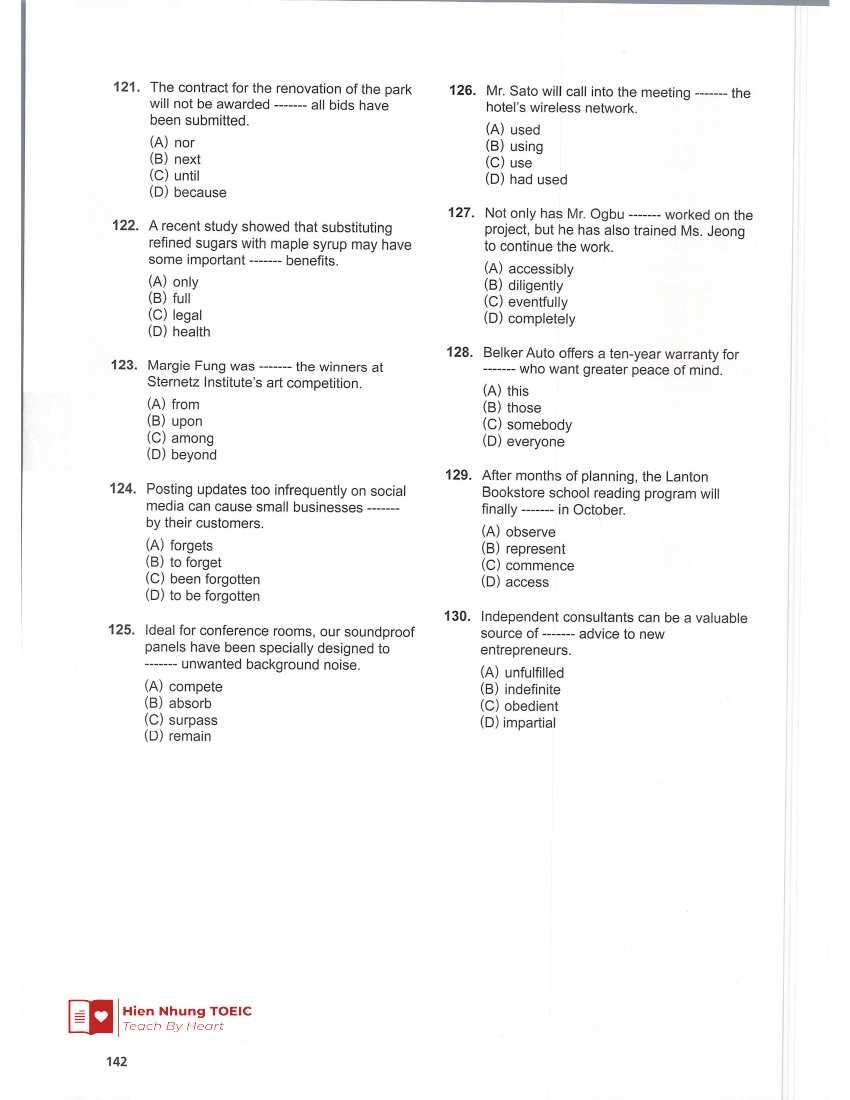 121. The contract for the renovation of the park
will not be awarded ------- all bids have
been submitted.
(A) nor
(B) next
(C) until
(D) because
122. A recent study showed that substituting
refined sugars with maple syrup may have
some important ------- benefits.
(A) only
(B) full
(C) legal
(D) health
123. Margie Fung was ------- the winners at
Sternetz Institute's art competition.
(A) from
(B) upon
(C) among
(D) beyond
124. Posting updates too infrequently on social
media can cause small businesses -------
by their customers.
(A) forgets
(B) to forget
(C) been forgotten
(D) to be forgotten
125. Ideal for conference rooms, our soundproof
panels have been specially designed to
------- unwanted background noise.
(A) compete
(B) absorb
(C) surpass
(D) remain
126. Mr. Sato will call into the meeting ------- the
hotel's wireless network.
(A) used
(B) using
(C) use
(D) had used
127. Not only has Mr. Ogbu ------- worked on the
project, but he has also trained Ms. Jeong
to continue the work.
(A) accessibly
(B) diligently
(C) eventfully
(D) completely
128. Belker Auto offers a ten-year warranty for
------- who want greater peace of mind.
(A) this
(B) those
(C) somebody
(D) everyone
129. After months of planning, the Lanton
Bookstore school reading program will
finally ------- in October.
(A) observe
(B) represent
(C) commence
(D) access
130. Independent consultants can be a valuable
source of ------- advice to new
entrepreneurs.
(A) unfulfilled
(B) indefinite
(C) obedient
(D) impartial
Hien Nhung TOEIC
Teach By Heart
142